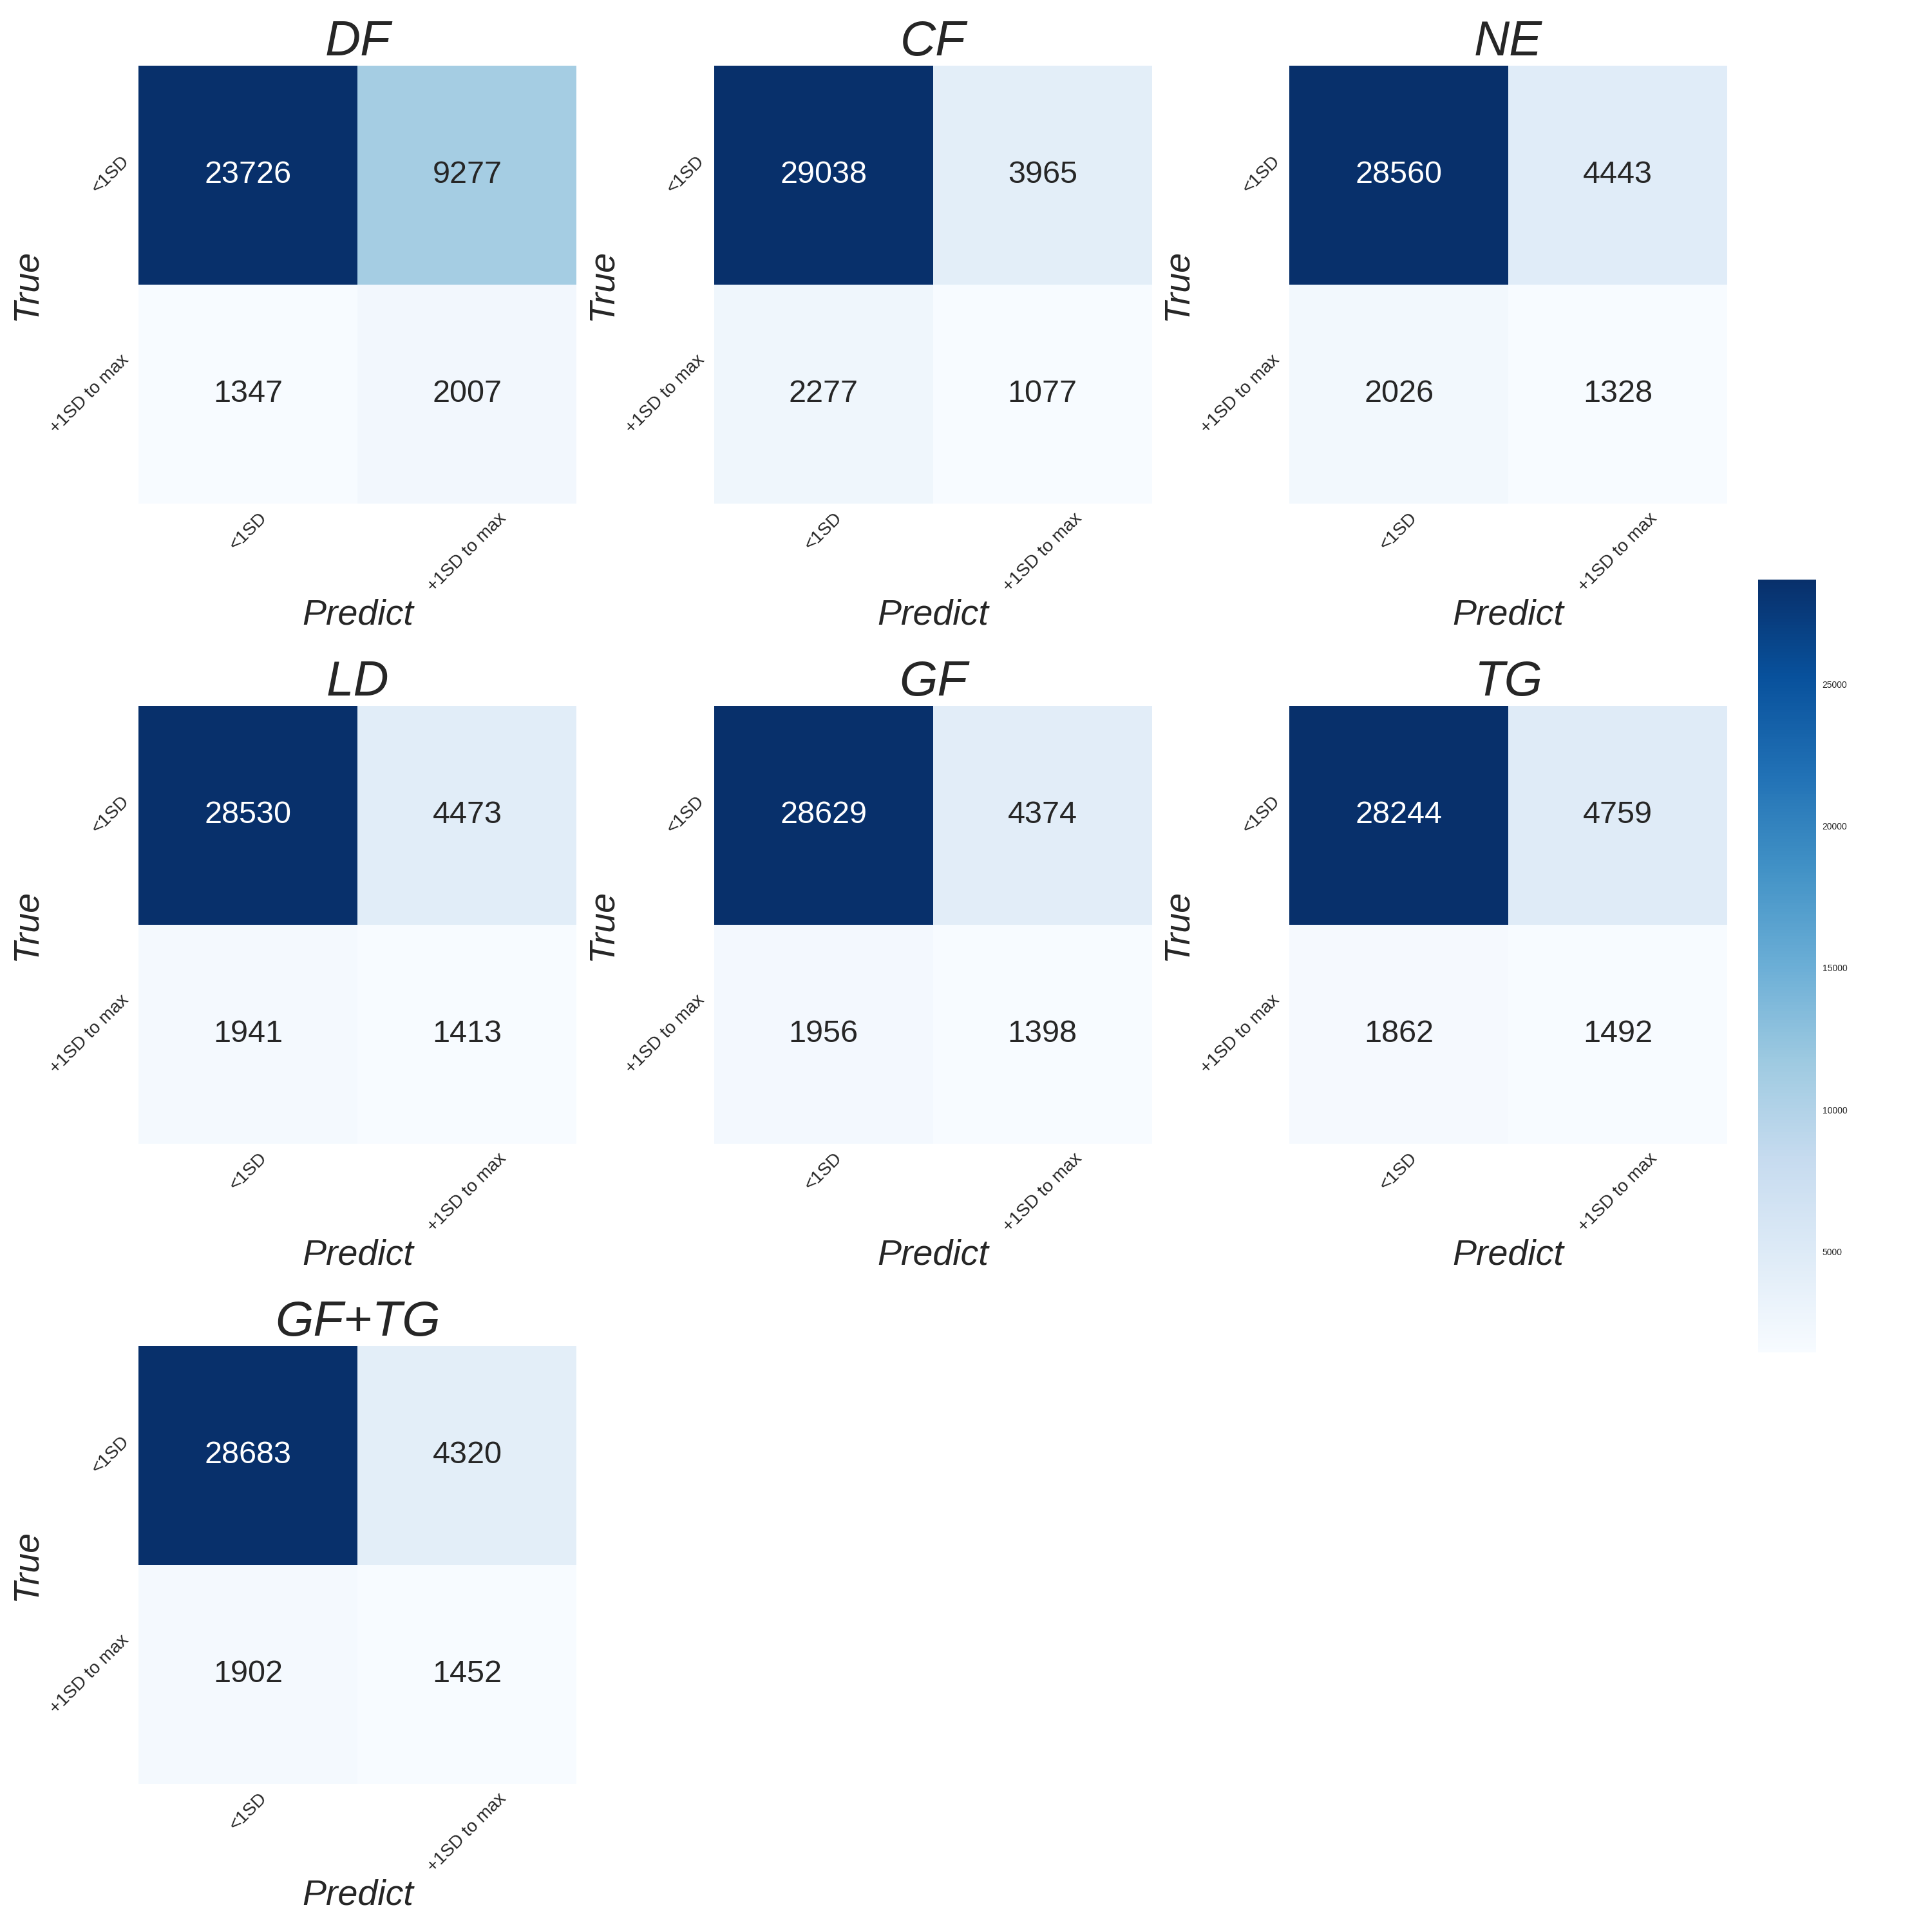 DF
CF
NE
<1SD
23726
9277
<1SD
29038
3965
<1SD
28560
4443
True
True
True
+1SD to max
1347
2007
+1SD to max
2277
1077
+1SD to max
2026
1328
<1SD
+1SD to max
<1SD
+1SD to max
<1SD
+1SD to max
Predict
Predict
Predict
LD
GF
TG
<1SD
28530
4473
<1SD
28629
4374
<1SD
28244
4759
True
True
True
+1SD to max
1941
1413
+1SD to max
1956
1398
+1SD to max
1862
1492
<1SD
+1SD to max
<1SD
+1SD to max
<1SD
+1SD to max
Predict
Predict
Predict
25000
20000
15000
10000
5000
GF+TG
<1SD
28683
4320
True
+1SD to max
1902
1452
<1SD
+1SD to max
Predict